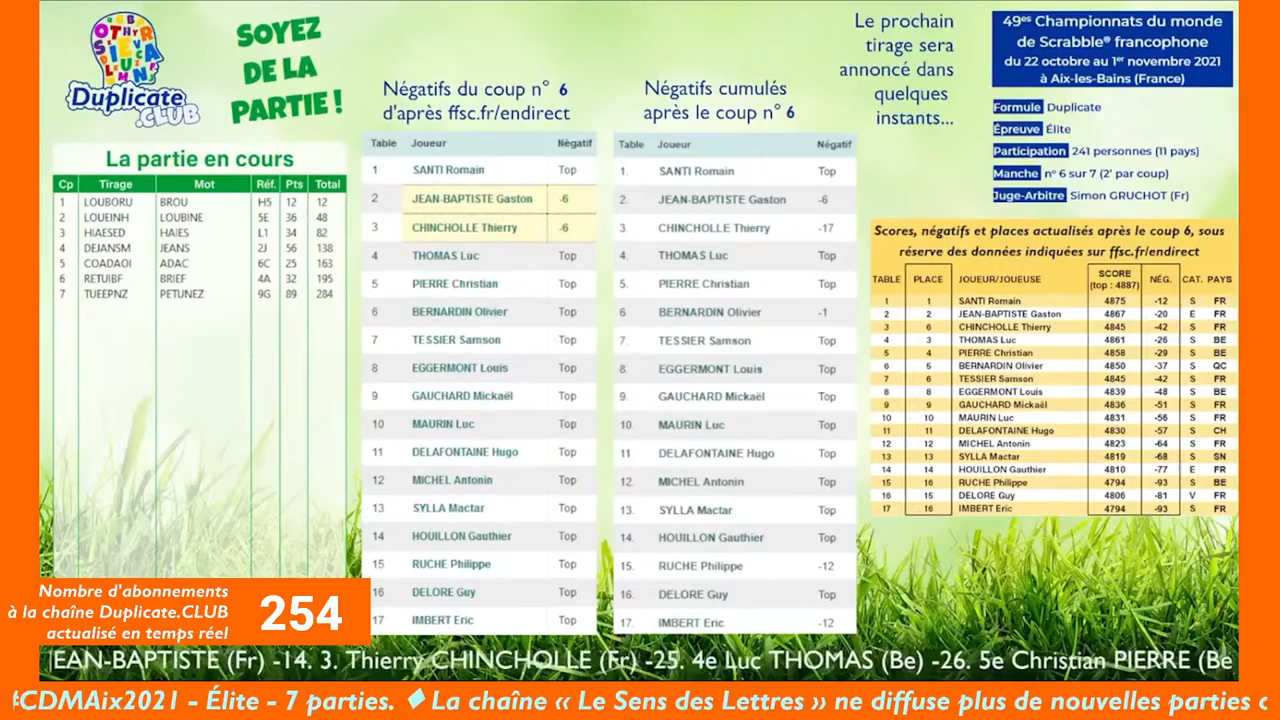 Duplicate
.CLUB
SOYEZ
DE LA
PARTIE !
La partie en cours
Cp Tirage Mot Réf. Pts Total
1 LOUBORU BROU H5 12 12
2 LOUEINH LOUBINE 5E 36 48
3 HIAESED HAIES L1 34 82
4 DEJANSM JEANS 2J 56 138
5 COADAOI ADAC 6C 25 163
6 RETUIBF BRIEF 4A 32 195
7 TUEEPNZ PETUNEZ 9G 89 284
Négatifs du coup n° 6
d'après ffsc.fr/endirect
Table Joueur Négatif
1 SANTI Romain Top
2 JEAN-BAPTISTE Gaston -6
3 CHINCHOLLE Thierry -6
4 THOMAS Luc Top
5 PIERRE Christian Top
6 BERNARDIN Olivier Top
7 TESSIER Samson Top
8 EGGERMONT Louis Top
9 GAUCHARD Mickaël Top
10 MAURIN Luc Top
11 DELAFONTAINE Hugo Top
12 MICHEL Antonin Top
13 SYLLA Mactar Top
14 HOUILLON Gauthier Top
15 RUCHE Philippe Top
16 DELORE Guy Top
17 IMBERT Eric Top
Négatifs cumulés
après le coup n° 6
Table Joueur Négatif
1. SANTI Romain Top
2. JEAN-BAPTISTE Gaston -6
3. CHINCHOLLE Thierry -17
4. THOMAS Luc Top
5. PIERRE Christian Top
6. BERNARDIN Olivier -1
7. TESSIER Samson Top
8. EGGERMONT Louis Top
9. GAUCHARD Mickaël Top
10. MAURIN Luc Top
11. DELAFONTAINE Hugo Top
12. MICHEL Antonin Top
13. SYLLA Mactar Top
14. HOUILLON Gauthier Top
15. RUCHE Philippe -12
16. DELORE Guy Top
17. IMBERT Eric -12
Le prochain
tirage sera
annoncé dans
quelques
instants...
49es Championnats du monde
de Scrabble® francophone
du 22 octobre au 1er novembre 2021
à Aix-les-Bains (France)
Formule Duplicate
Épreuve Élite
Participation 241 personnes (11 pays)
Manche n° 6 sur 7 (2' par coup)
Juge-Arbitre Simon GRUCHOT (Fr)
Scores, négatifs et places actualisés après le coup 6, sous
réserve des données indiquées sur ffsc.fr/endirect
TABLE PLACE JOUEUR/JOUEUSE SCORE (top : 4887) NÉG. CAT. PAYS
1 1 SANTI Romain 4875 -12 S FR
2 2 JEAN-BAPTISTE Gaston 4867 -20 E FR
3 6 CHINCHOLLE Thierry 4845 -42 S FR
4 3 THOMAS Luc 4861 -26 S BE
5 4 PIERRE Christian 4858 -29 S BE
6 5 BERNARDIN Olivier 4850 -37 S QC
7 6 TESSIER Samson 4845 -42 S FR
8 8 EGGERMONT Louis 4839 -48 S BE
9 9 GAUCHARD Mickaël 4836 -51 S FR
10 10 MAURIN Luc 4831 -56 S FR
11 11 DELAFONTAINE Hugo 4830 -57 S CH
12 12 MICHEL Antonin 4823 -64 S FR
13 13 SYLLA Mactar 4819 -68 S SN
14 14 HOUILLON Gauthier 4810 -77 E FR
15 16 RUCHE Philippe 4794 -93 S BE
16 15 DELORE Guy 4806 -81 V FR
17 16 IMBERT Eric 4794 -93 S FR
Nombre d'abonnements
à la chaîne Duplicate.CLUB
actualisé en temps réel
254
EAN-BAPTISTE (Fr) -14. 3. Thierry CHINCHOLLE (Fr) -25. 4e Luc THOMAS (Be) -26. 5e Christian PIERRE (Be
#CDMAix2021 - Élite - 7 parties. ♦ La chaîne « Le Sens des Lettres » ne diffuse plus de nouvelles parties